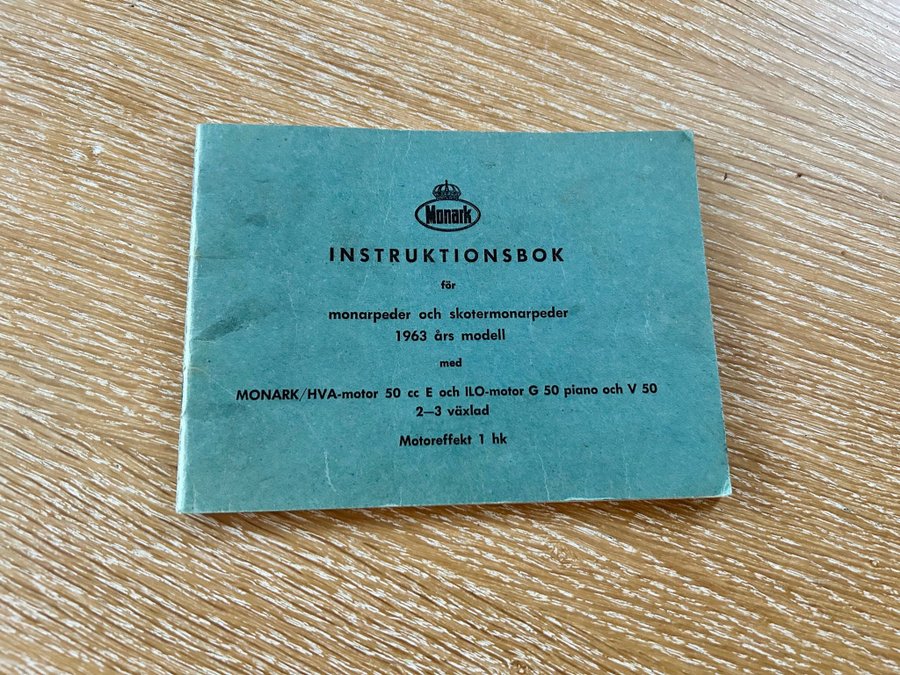 Monark
INSTRUKTIONSBOK
för
monarpeder och skotermonarpeder
1963 års modell
med
MONARK/HVA-motor 50 cc E och ILO-motor G 50 piano och V 50
2—3 växlad
Motoreffekt 1 hk